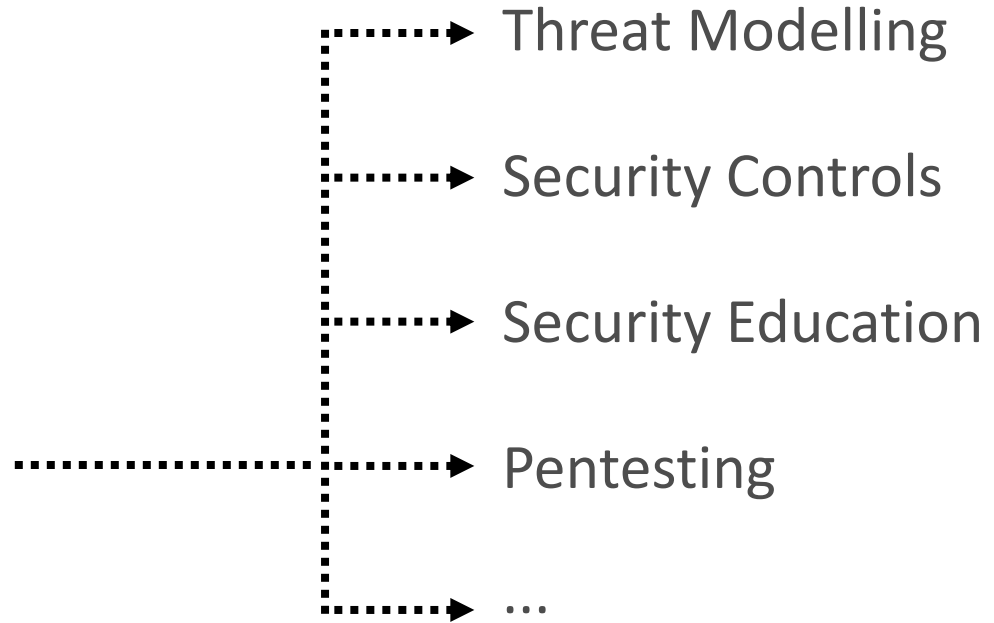 Threat Modelling
Security Controls
Security Education
Pentesting
...